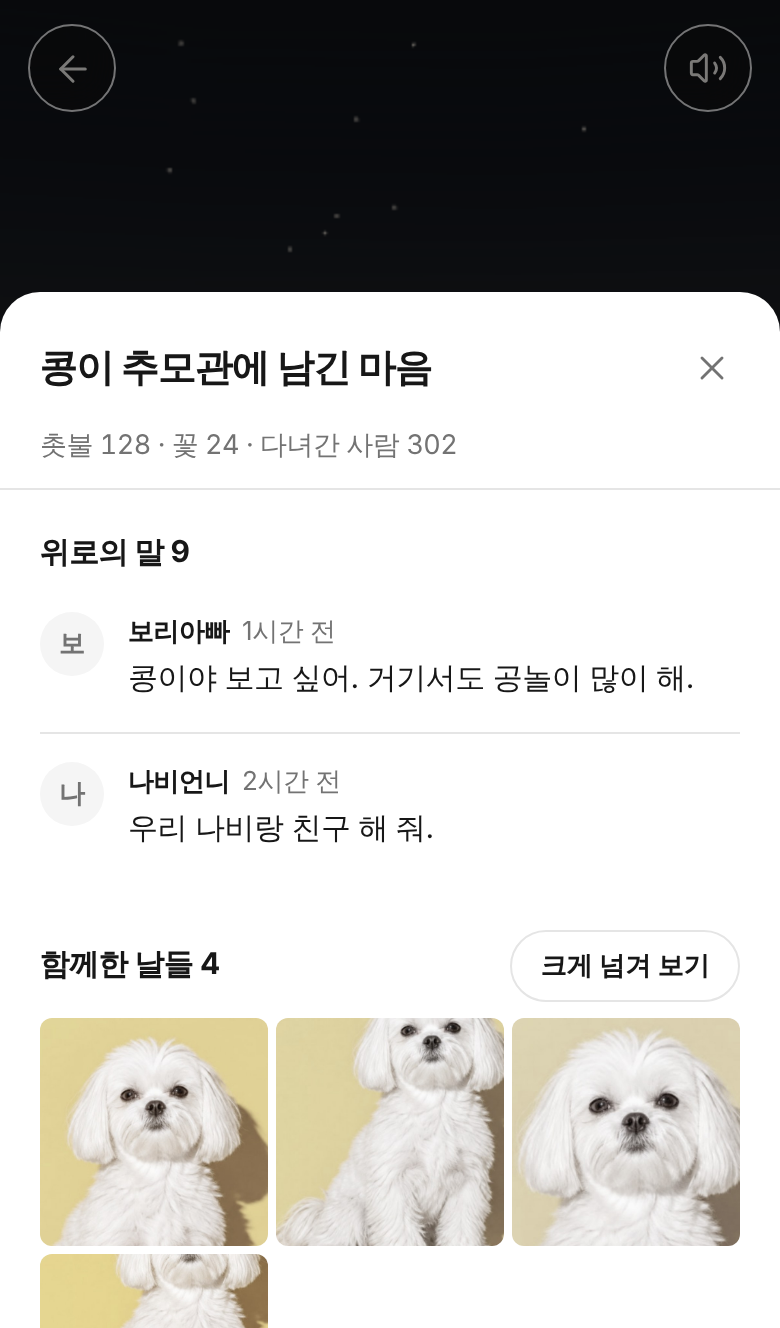 콩이 추모관에 남긴 마음
촛불 128 · 꽃 24 · 다녀간 사람 302
위로의 말 9
보
보리아빠 1시간 전
콩이야 보고 싶어. 거기서도 공놀이 많이 해.
나
나비언니 2시간 전
우리 나비랑 친구 해 줘.
함께한 날들 4
크게 넘겨 보기